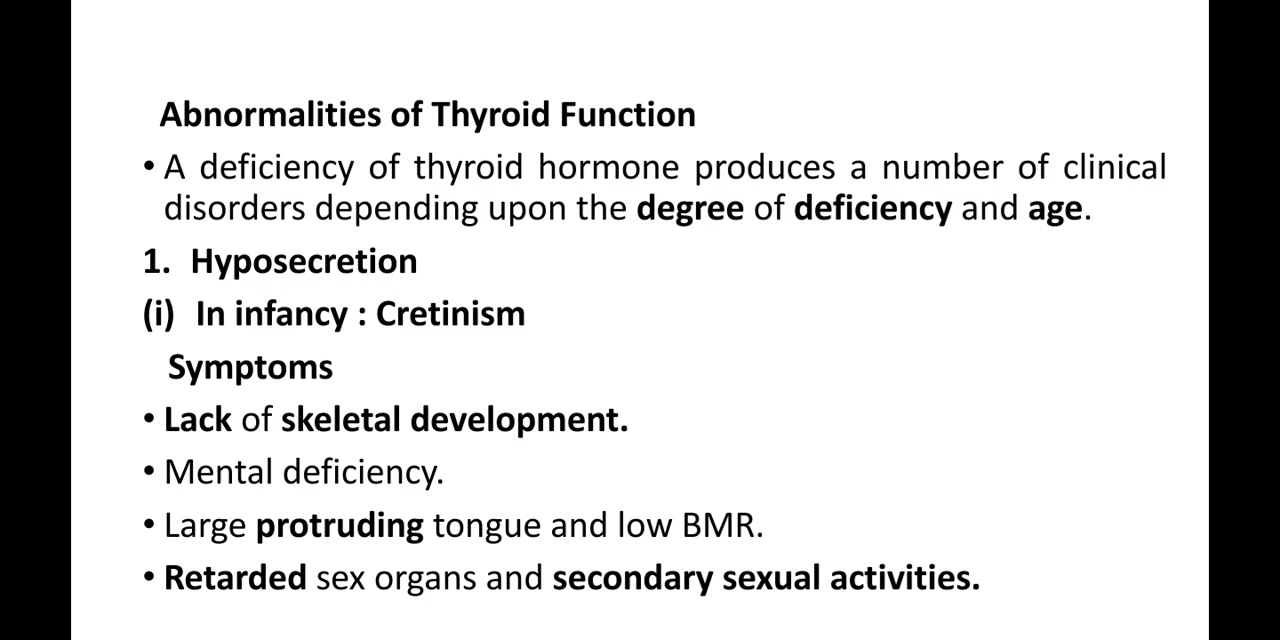 Abnormalities of Thyroid Function
• A deficiency of thyroid hormone produces a number of clinical
disorders depending upon the degree of deficiency and age.
1. Hyposecretion
(i) In infancy : Cretinism
Symptoms
• Lack of skeletal development.
• Mental deficiency.
• Large protruding tongue and low BMR.
• Retarded sex organs and secondary sexual activities.